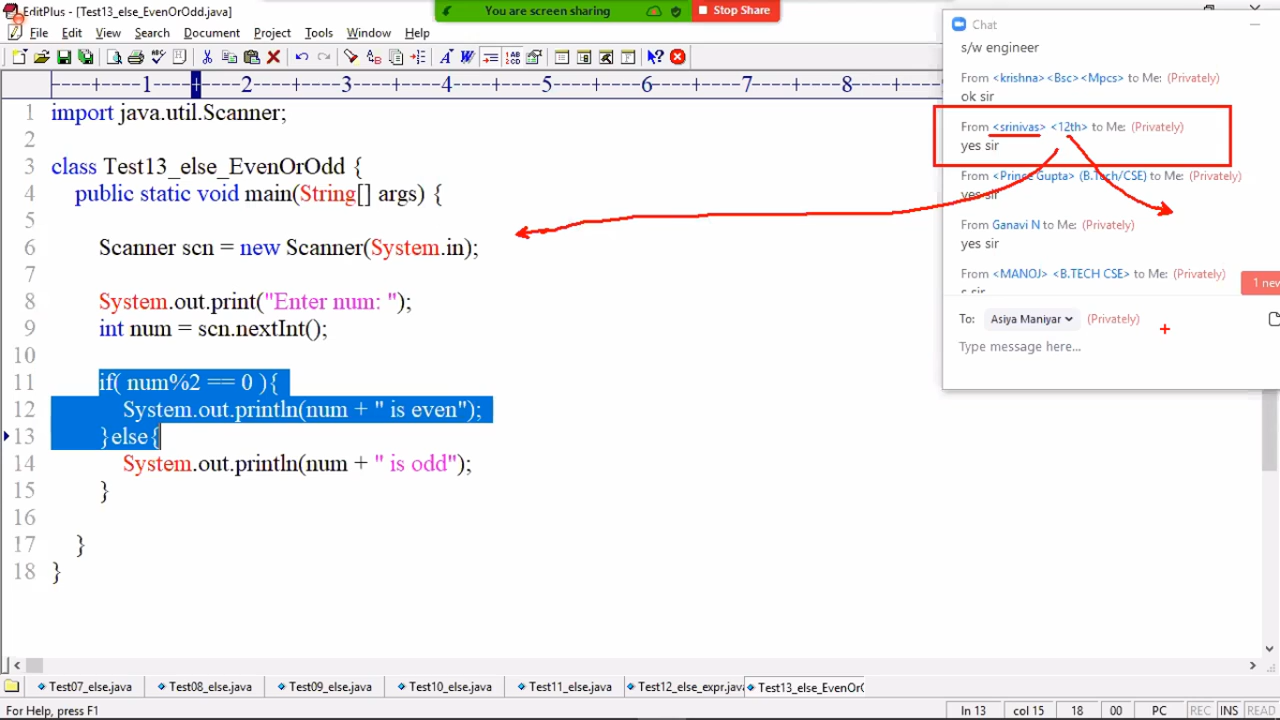 EditPlus - [Test13_else_EvenOrOdd.java]
You are screen sharing
Stop Share
File Edit View Search Document Project Tools Window Help
----+----1----+----2----+----3----+----4----+----5----+----6----+----7----+----8----+----
1 import java.util.Scanner;
2
3 class Test13_else_EvenOrOdd {
4 public static void main(String[] args) {
5
6 Scanner scn = new Scanner(System.in);
7
8 System.out.print("Enter num: ");
9 int num = scn.nextInt();
10
11 if( num%2 == 0 ){
12 System.out.println(num + " is even");
13 }else{
14 System.out.println(num + " is odd");
15 }
16
17 }
18 }
Chat
s/w engineer
From <krishna><Bsc><Mpcs> to Me: (Privately)
ok sir
From <srinivas> <12th> to Me: (Privately)
yes sir
From <Prince Gupta> (B.Tech/CSE) to Me: (Privately)
yes sir
From Ganavi N to Me: (Privately)
yes sir
From <MANOJ> <B.TECH CSE> to Me: (Privately)
s sir
1 new
To: Asiya Maniyar (Privately)
Type message here...
Test07_else.java Test08_else.java Test09_else.java Test10_else.java Test11_else.java Test12_else_expr.java Test13_else_EvenOrO
For Help, press F1 ln 13 col 15 18 00 PC REC INS READ